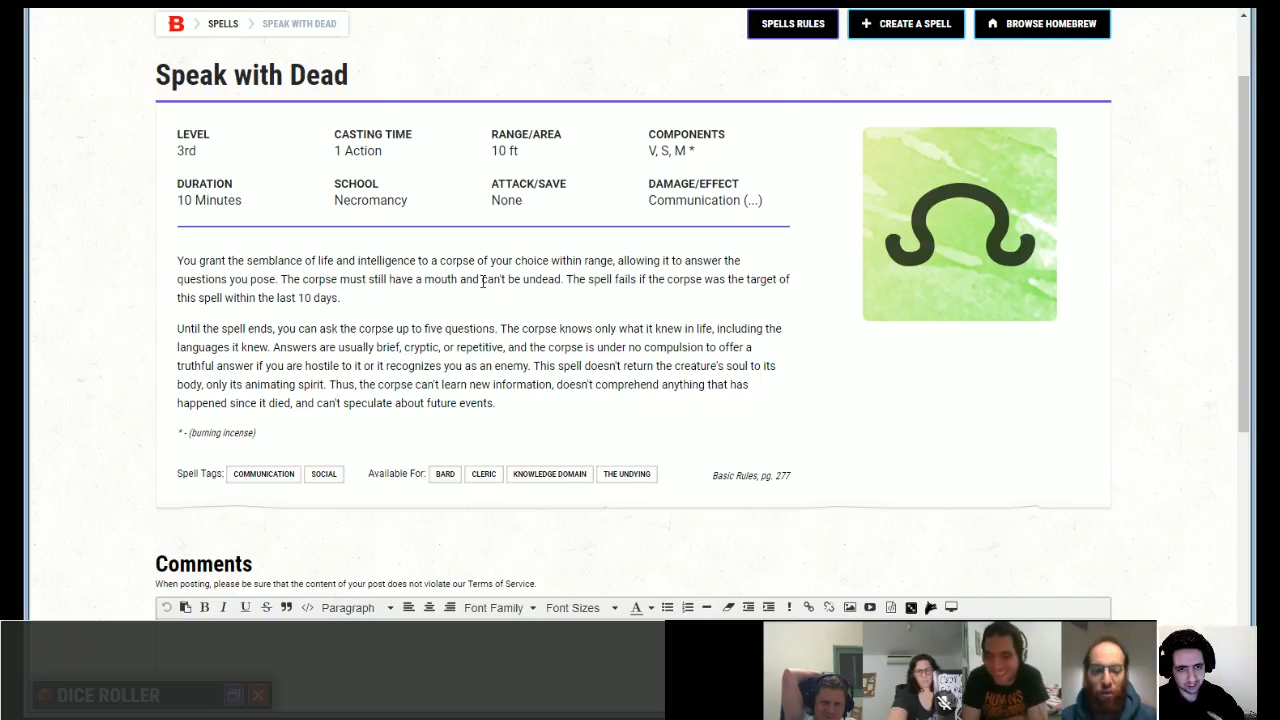 SPELLS
SPEAK WITH DEAD
SPELLS RULES
CREATE A SPELL
BROWSE HOMEBREW
Speak with Dead
LEVEL CASTING TIME RANGE/AREA COMPONENTS
3rd 1 Action 10 ft V, S, M *
DURATION SCHOOL ATTACK/SAVE DAMAGE/EFFECT
10 Minutes Necromancy None Communication (...)
You grant the semblance of life and intelligence to a corpse of your choice within range, allowing it to answer the
questions you pose. The corpse must still have a mouth and can't be undead. The spell fails if the corpse was the target of
this spell within the last 10 days.
Until the spell ends, you can ask the corpse up to five questions. The corpse knows only what it knew in life, including the
languages it knew. Answers are usually brief, cryptic, or repetitive, and the corpse is under no compulsion to offer a
truthful answer if you are hostile to it or it recognizes you as an enemy. This spell doesn't return the creature's soul to its
body, only its animating spirit. Thus, the corpse can't learn new information, doesn't comprehend anything that has
happened since it died, and can't speculate about future events.
* - (burning incense)
Spell Tags: COMMUNICATION SOCIAL Available For: BARD CLERIC KNOWLEDGE DOMAIN THE UNDYING Basic Rules, pg. 277
Comments
When posting, please be sure that the content of your post does not violate our Terms of Service.
B I U S Paragraph Font Family Font Sizes A
DICE ROLLER
HUMANS